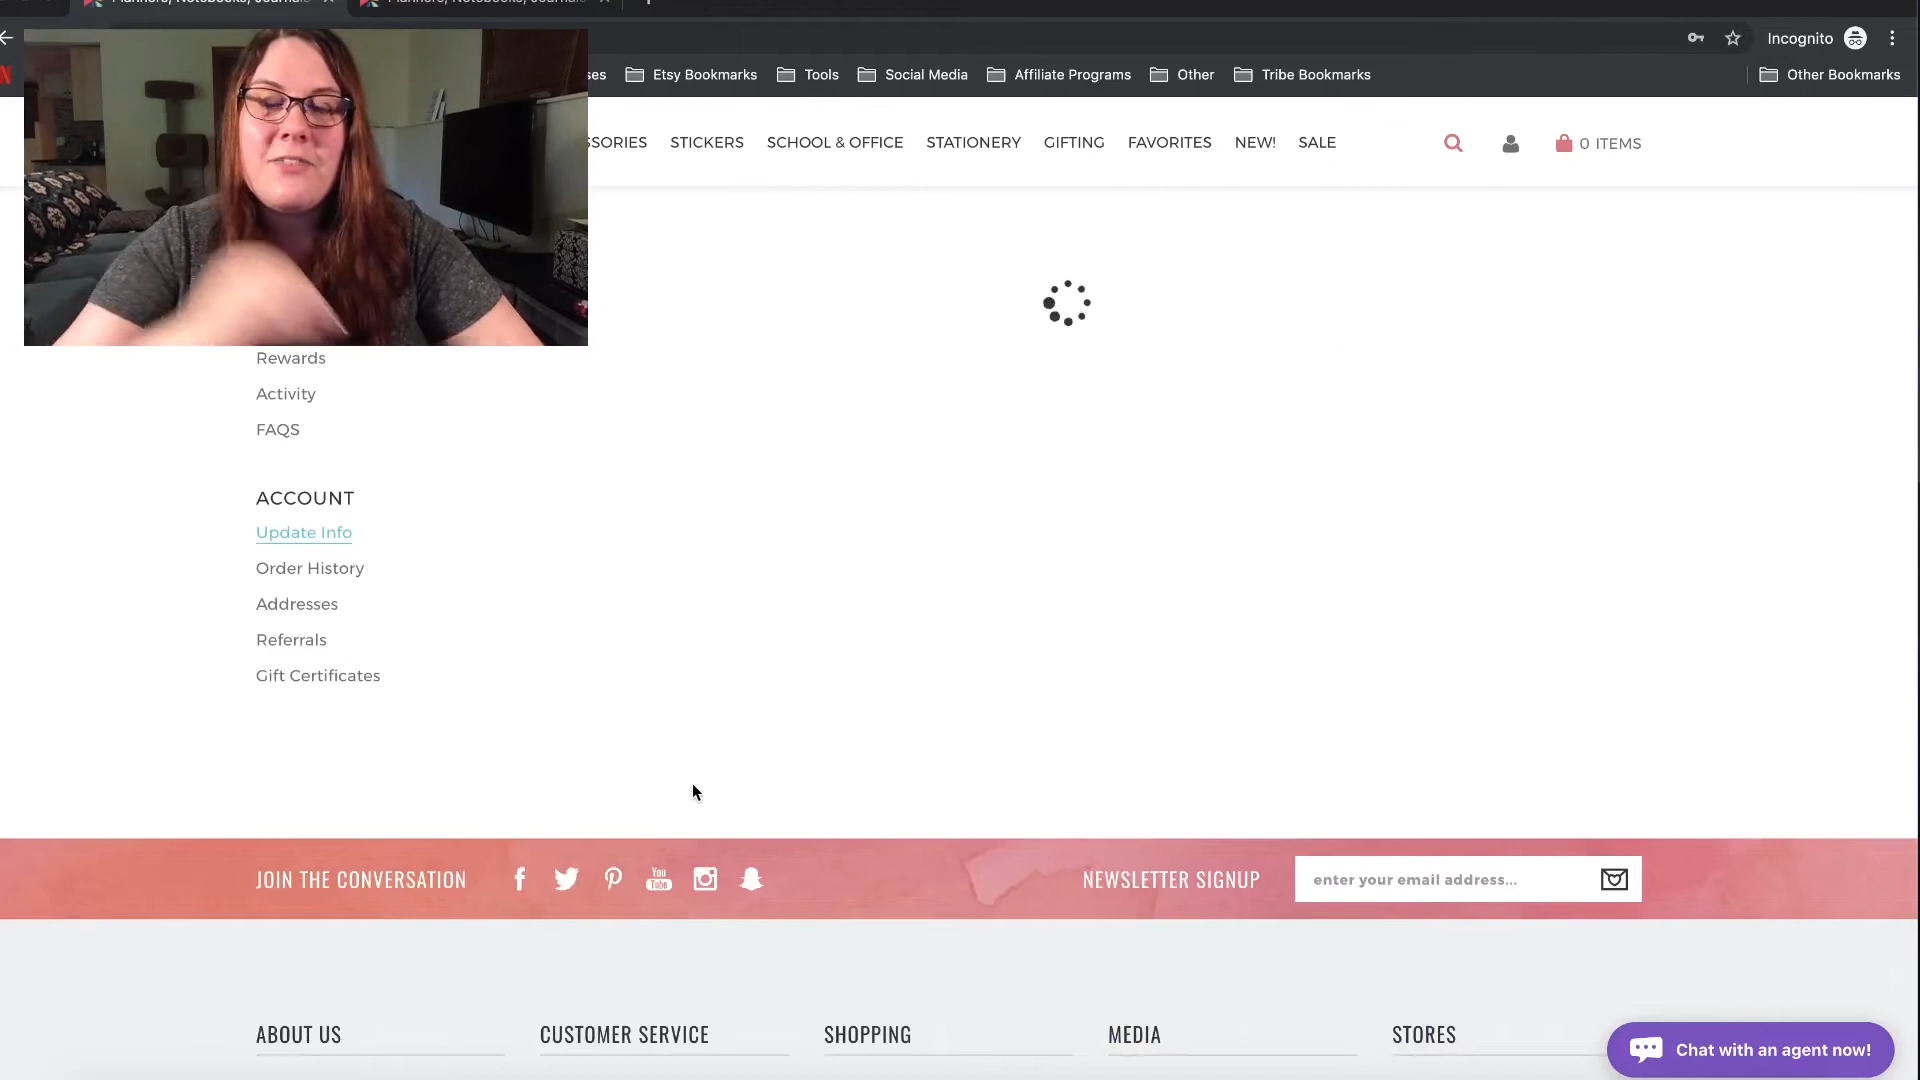 Incognito
Etsy Bookmarks Tools Social Media Affiliate Programs Other Tribe Bookmarks Other Bookmarks
STICKERS SCHOOL & OFFICE STATIONERY GIFTING FAVORITES NEW! SALE 0 ITEMS
Rewards
Activity
FAQS
ACCOUNT
Update Info
Order History
Addresses
Referrals
Gift Certificates
JOIN THE CONVERSATION You Tube NEWSLETTER SIGNUP enter your email address...
ABOUT US CUSTOMER SERVICE SHOPPING MEDIA STORES
Chat with an agent now!